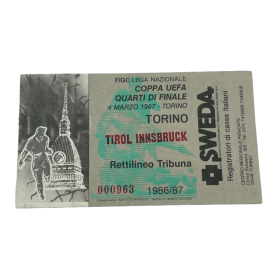 FIGC LEGA NAZIONALE
COPPA UEFA
QUARTI DI FINALE
4 MARZO 1987 - TORINO
TORINO
TIROL INNSBRUCK
Rettilineo Tribuna
000963 1986/87
SWEDA
Registratori di cassa Italiani